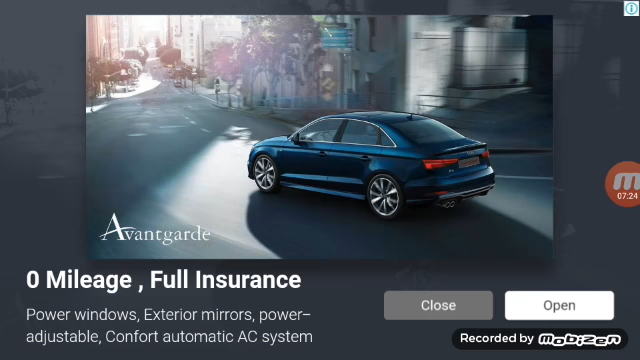 Avantgarde
07:24
0 Mileage , Full Insurance
Power windows, Exterior mirrors, power–
adjustable, Confort automatic AC system
Close
Open
Recorded by mobizen